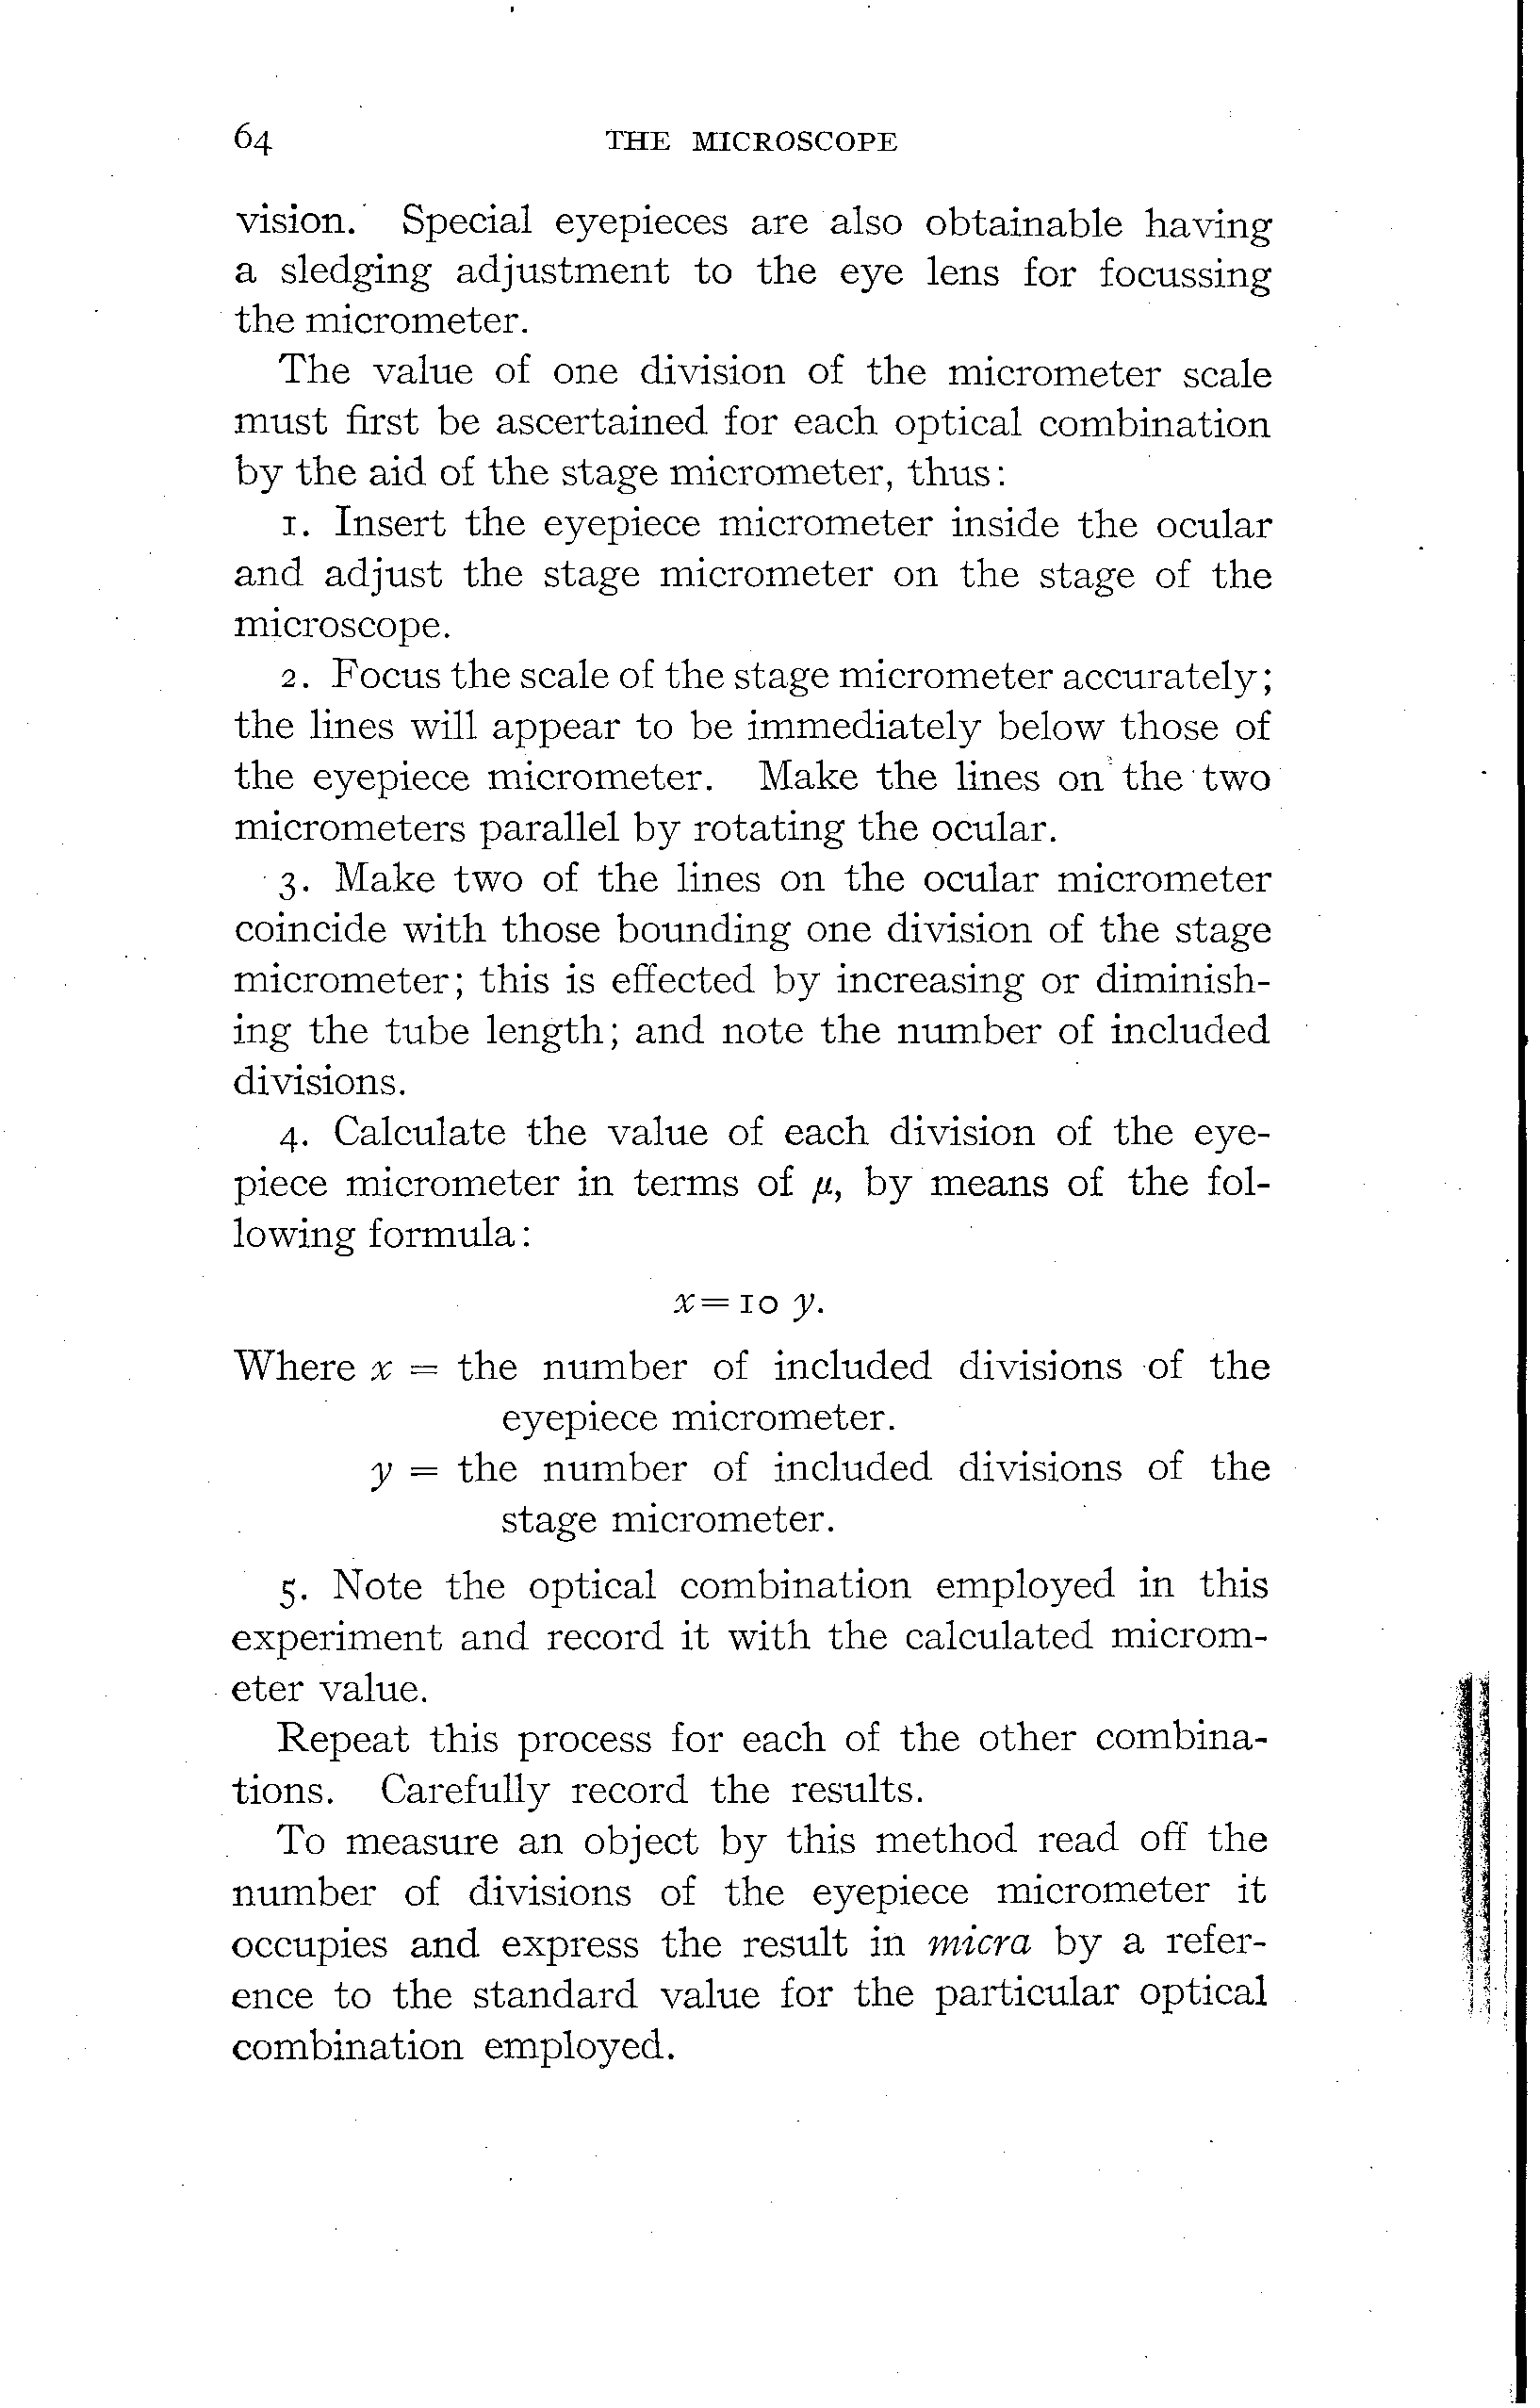 64 THE MICROSCOPE
vision. Special eyepieces are also obtainable having
a sledging adjustment to the eye lens for focussing
the micrometer.
The value of one division of the micrometer scale
must first be ascertained for each optical combination
by the aid of the stage micrometer, thus:
1. Insert the eyepiece micrometer inside the ocular
and adjust the stage micrometer on the stage of the
microscope.
2. Focus the scale of the stage micrometer accurately;
the lines will appear to be immediately below those of
the eyepiece micrometer. Make the lines on the two
micrometers parallel by rotating the ocular.
3. Make two of the lines on the ocular micrometer
coincide with those bounding one division of the stage
micrometer; this is effected by increasing or diminish-
ing the tube length; and note the number of included
divisions.
4. Calculate the value of each division of the eye-
piece micrometer in terms of μ, by means of the fol-
lowing formula:
x = 10 y.
Where x = the number of included divisions of the
eyepiece micrometer.
y = the number of included divisions of the
stage micrometer.
5. Note the optical combination employed in this
experiment and record it with the calculated microm-
eter value.
Repeat this process for each of the other combina-
tions. Carefully record the results.
To measure an object by this method read off the
number of divisions of the eyepiece micrometer it
occupies and express the result in micra by a refer-
ence to the standard value for the particular optical
combination employed.